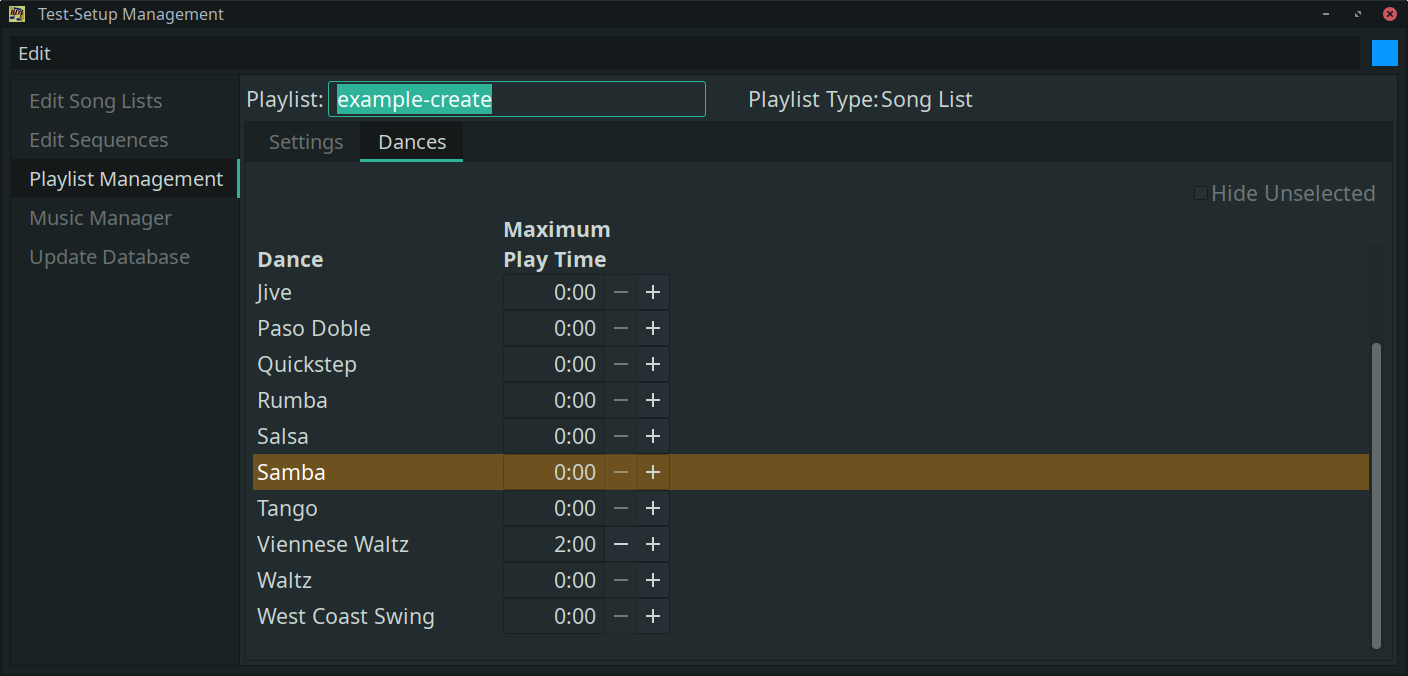 Test-Setup Management
Edit
Edit Song Lists
Edit Sequences
Playlist Management
Music Manager
Update Database
Playlist: example-create Playlist Type: Song List
Settings Dances
Hide Unselected
Maximum
Dance Play Time
Jive 0:00 − +
Paso Doble 0:00 − +
Quickstep 0:00 − +
Rumba 0:00 − +
Salsa 0:00 − +
Samba 0:00 − +
Tango 0:00 − +
Viennese Waltz 2:00 − +
Waltz 0:00 − +
West Coast Swing 0:00 − +